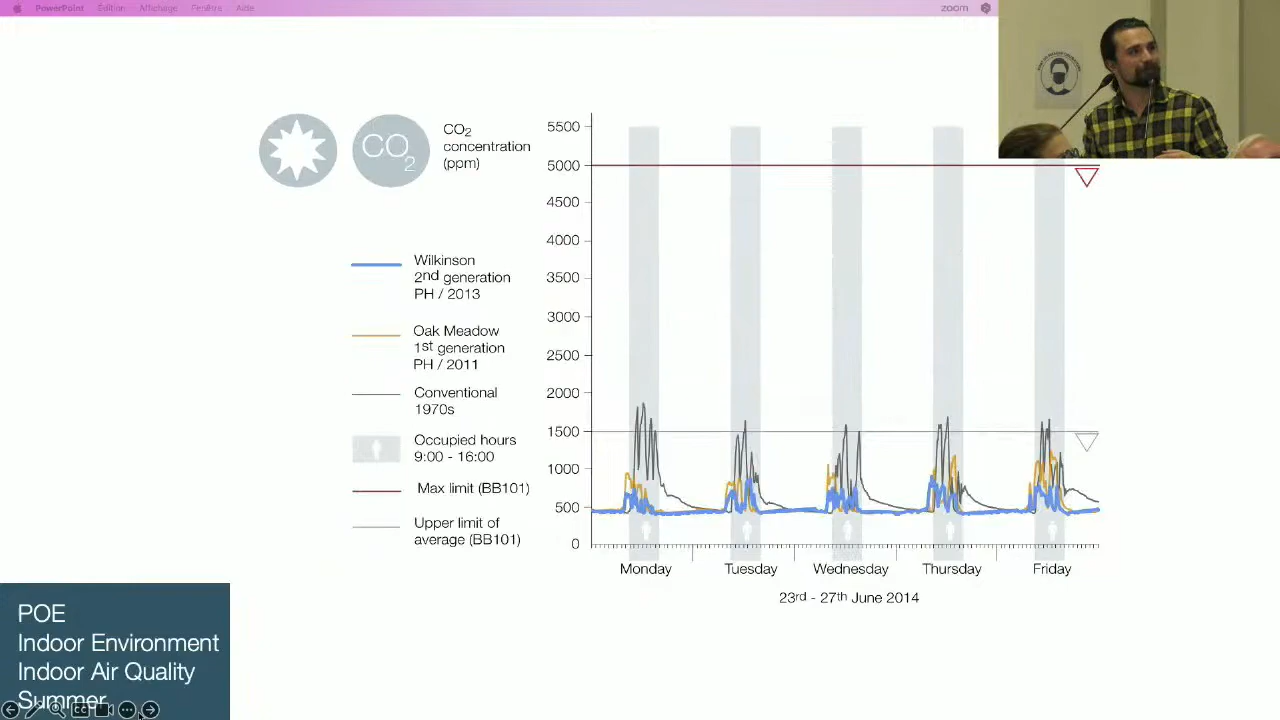 PowerPoint Édition Affichage Fenêtre Aide zoom
CO2
CO2
concentration
(ppm)
5500
5000
4500
4000
3500
3000
2500
2000
1500
1000
500
0
Wilkinson
2nd generation
PH / 2013
Oak Meadow
1st generation
PH / 2011
Conventional
1970s
Occupied hours
9:00 - 16:00
Max limit (BB101)
Upper limit of
average (BB101)
Monday Tuesday Wednesday Thursday Friday
23rd - 27th June 2014
POE
Indoor Environment
Indoor Air Quality
Summer
CC